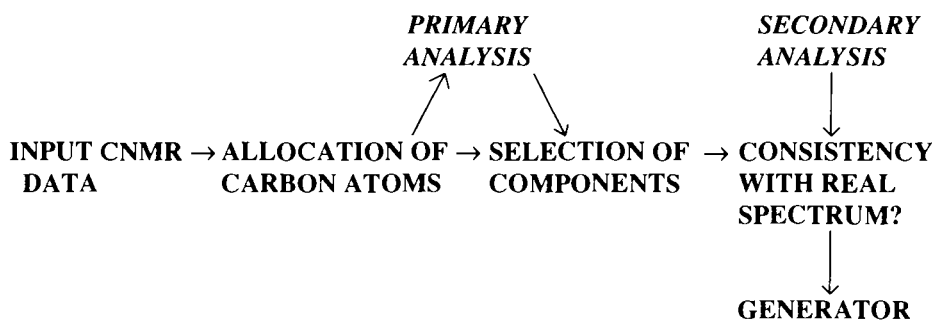 PRIMARY
ANALYSIS
SECONDARY
ANALYSIS
INPUT CNMR → ALLOCATION OF → SELECTION OF → CONSISTENCY
DATA CARBON ATOMS COMPONENTS WITH REAL
SPECTRUM?
GENERATOR